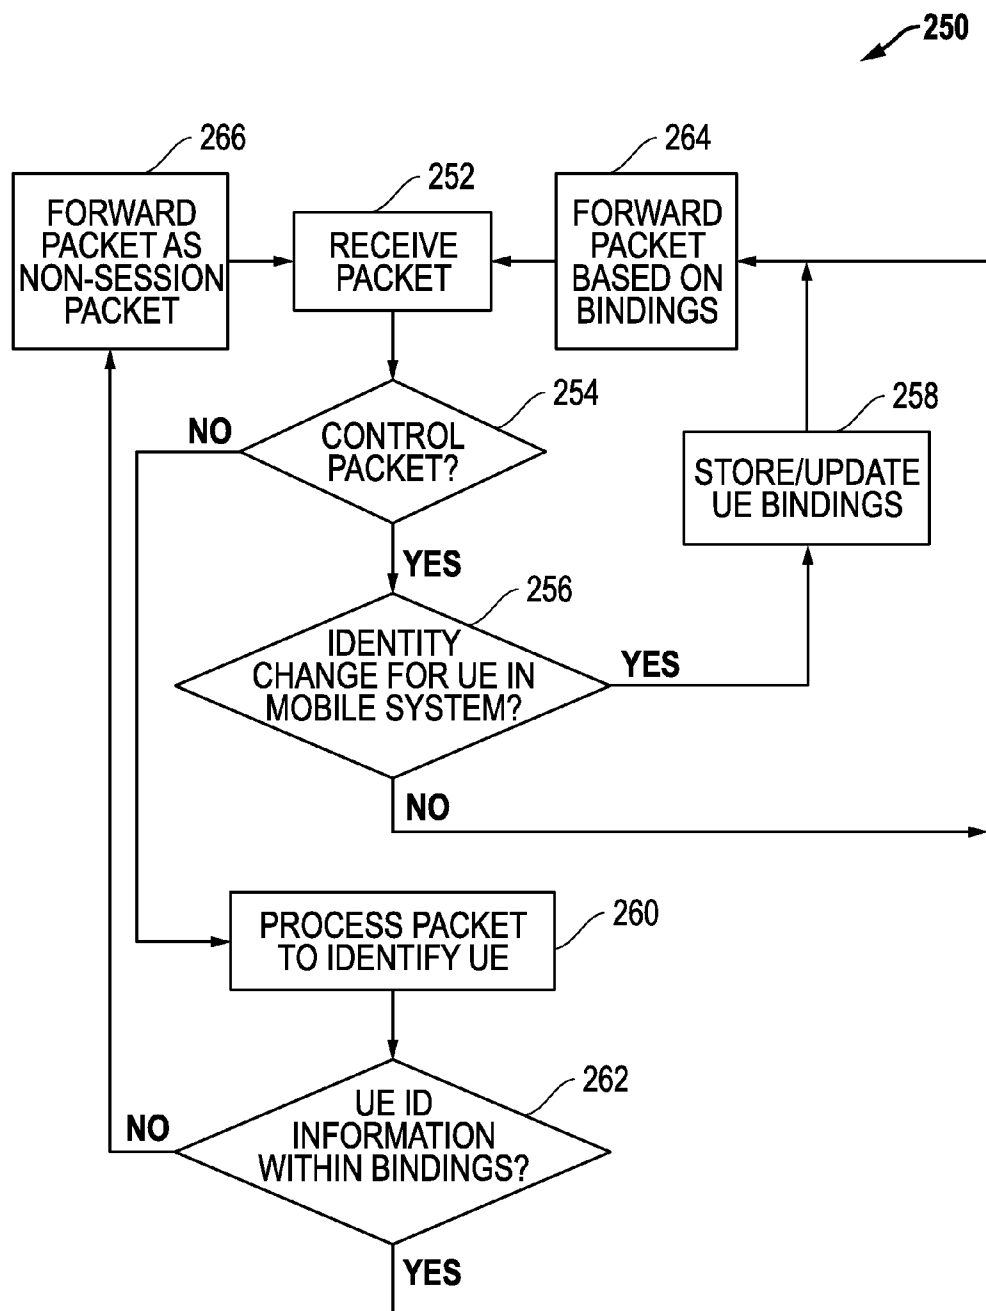 250
266
FORWARD
PACKET AS
NON-SESSION
PACKET
252
RECEIVE
PACKET
264
FORWARD
PACKET
BASED ON
BINDINGS
254
CONTROL
PACKET?
NO
YES
258
STORE/UPDATE
UE BINDINGS
256
IDENTITY
CHANGE FOR UE IN
MOBILE SYSTEM?
YES
NO
260
PROCESS PACKET
TO IDENTIFY UE
262
UE ID
INFORMATION
WITHIN BINDINGS?
NO
YES